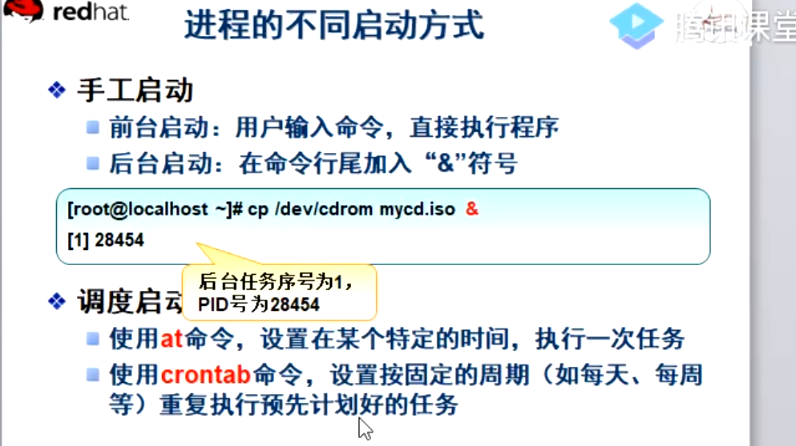 redhat.
进程的不同启动方式
腾讯课堂
手工启动
前台启动：用户输入命令，直接执行程序
后台启动：在命令行尾加入“&”符号
[root@localhost ~]# cp /dev/cdrom mycd.iso &
[1] 28454
后台任务序号为1，
PID号为28454
调度启动
使用at命令，设置在某个特定的时间，执行一次任务
使用crontab命令，设置按固定的周期（如每天、每周
等）重复执行预先计划好的任务